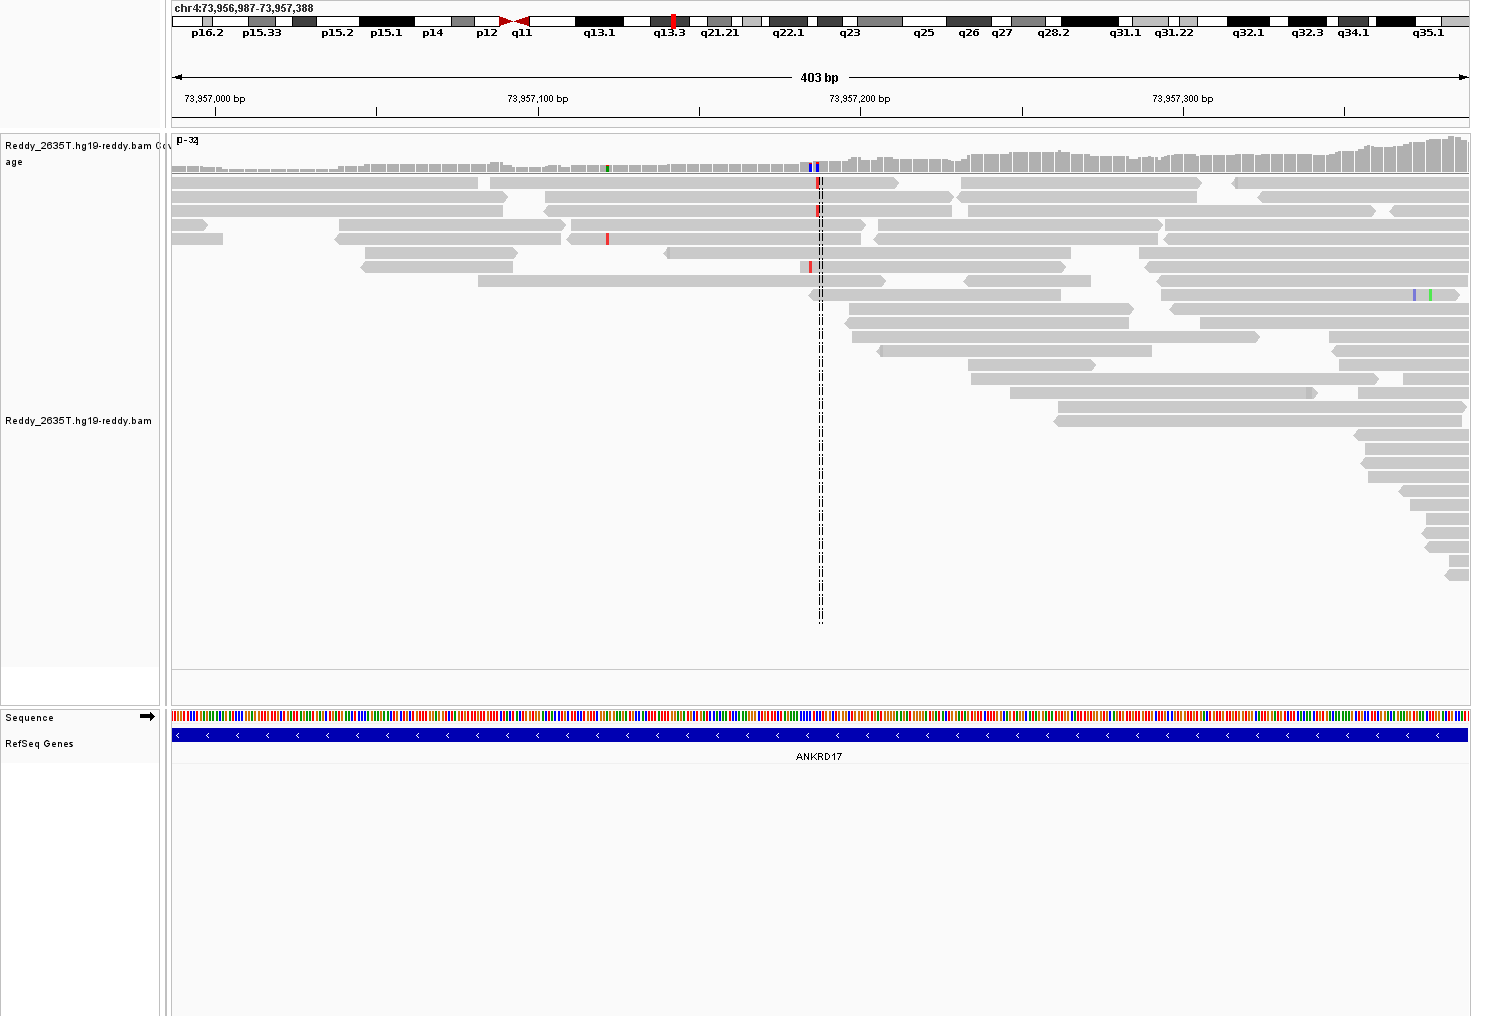 chr4:73,956,987-73,957,388
p16.2 p15.33 p15.2 p15.1 p14 p12 q11 q13.1 q13.3 q21.21 q22.1 q23 q25 q26 q27 q28.2 q31.1 q31.22 q32.1 q32.3 q34.1 q35.1
403 bp
73,957,000 bp 73,957,100 bp 73,957,200 bp 73,957,300 bp
Reddy_2635T.hg19-reddy.bam Cov
age
[0-32]
Reddy_2635T.hg19-reddy.bam
Sequence
RefSeq Genes
ANKRD17